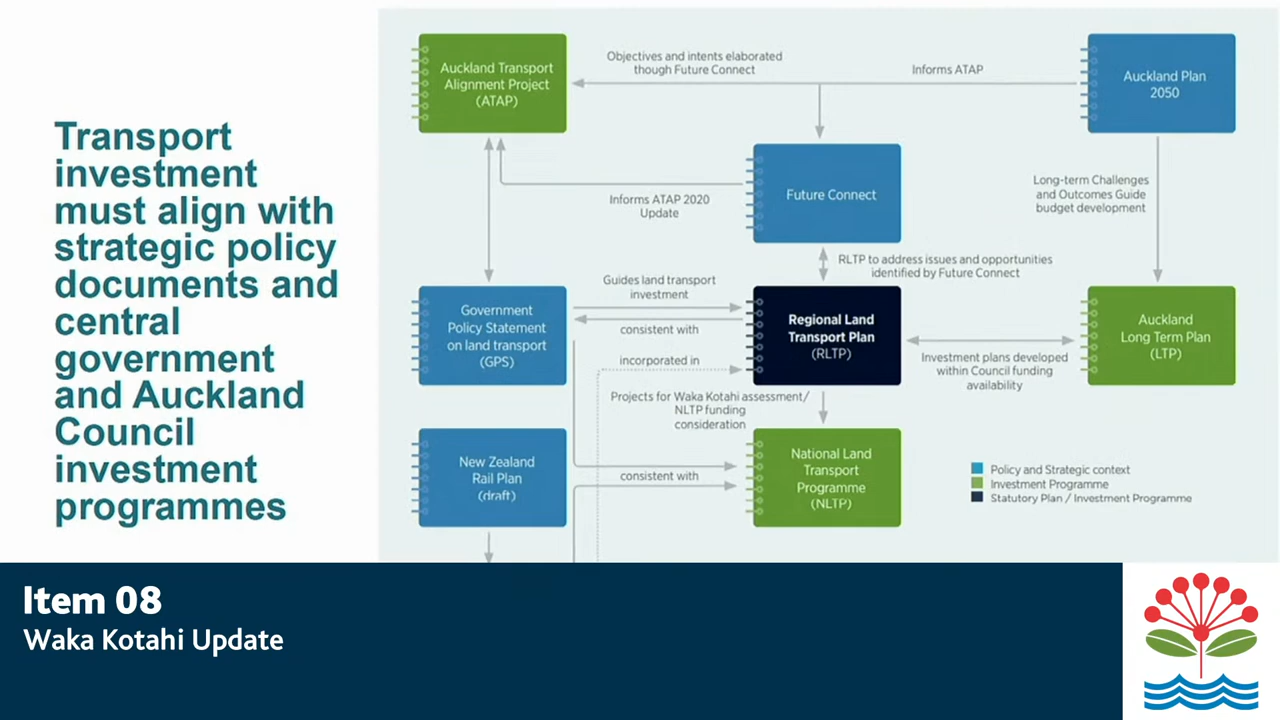 Transport
investment
must align with
strategic policy
documents and
central
government
and Auckland
Council
investment
programmes
Auckland Transport
Alignment Project
(ATAP)
Objectives and intents elaborated
though Future Connect
Informs ATAP
Auckland Plan
2050
Future Connect
Informs ATAP 2020
Update
Long-term Challenges
and Outcomes Guide
budget development
RLTP to address issues and opportunities
identified by Future Connect
Government
Policy Statement
on land transport
(GPS)
Guides land transport
investment
consistent with
incorporated in
Regional Land
Transport Plan
(RLTP)
Investment plans developed
within Council funding
availability
Auckland
Long Term Plan
(LTP)
Projects for Waka Kotahi assessment/
NLTP funding
consideration
New Zealand
Rail Plan
(draft)
consistent with
National Land
Transport
Programme
(NLTP)
Policy and Strategic context
Investment Programme
Statutory Plan / Investment Programme
Item 08
Waka Kotahi Update